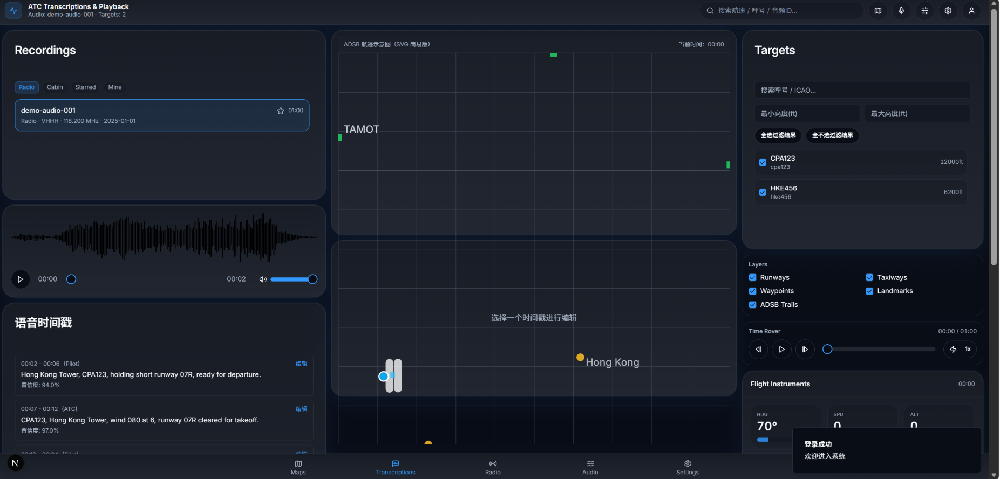 ATC Transcriptions & Playback
Audio: demo-audio-001 · Targets: 2
搜索航班 / 呼号 / 音频ID...
Recordings
Radio
Cabin
Starred
Mine
demo-audio-001
01:00
Radio · VHHH · 118.200 MHz · 2025-01-01
00:00
00:02
语音时间戳
00:02 - 00:06 (Pilot)
编辑
Hong Kong Tower, CPA123, holding short runway 07R, ready for departure.
置信度: 94.0%
00:07 - 00:12 (ATC)
编辑
CPA123, Hong Kong Tower, wind 080 at 6, runway 07R cleared for takeoff.
置信度: 97.0%
ADSB 航迹示意图（SVG 简易版）
当前时间：00:00
TAMOT
选择一个时间戳进行编辑
Hong Kong
Targets
搜索呼号 / ICAO...
最小高度(ft)
最大高度(ft)
全选过滤结果
全不选过滤结果
CPA123
cpa123
12000ft
HKE456
hke456
6200ft
Layers
Runways
Taxiways
Waypoints
Landmarks
ADSB Trails
Time Rover
00:00 / 01:00
1x
Flight Instruments
00:00
HDG
70°
SPD
0
ALT
0
登录成功
欢迎进入系统
N
Maps
Transcriptions
Radio
Audio
Settings